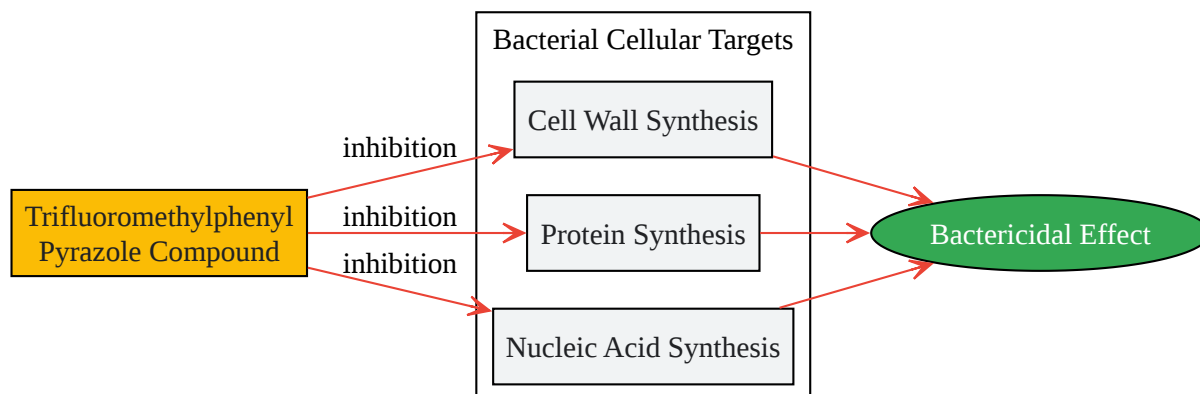 Bacterial Cellular Targets
Cell Wall Synthesis
inhibition
Trifluoromethylphenyl
Pyrazole Compound
inhibition
Protein Synthesis
Bactericidal Effect
inhibition
Nucleic Acid Synthesis